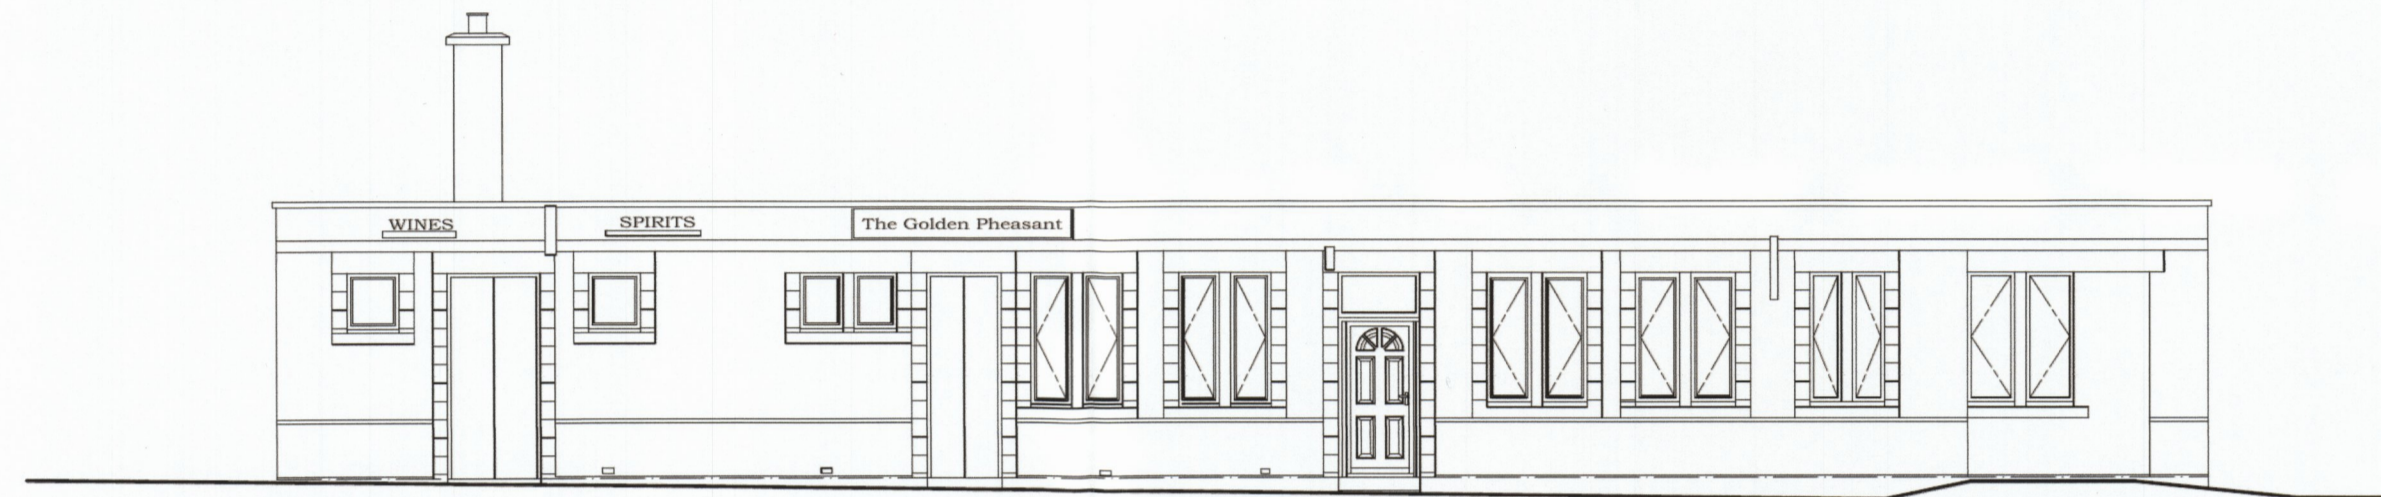 WINES
SPIRITS
The Golden Pheasant